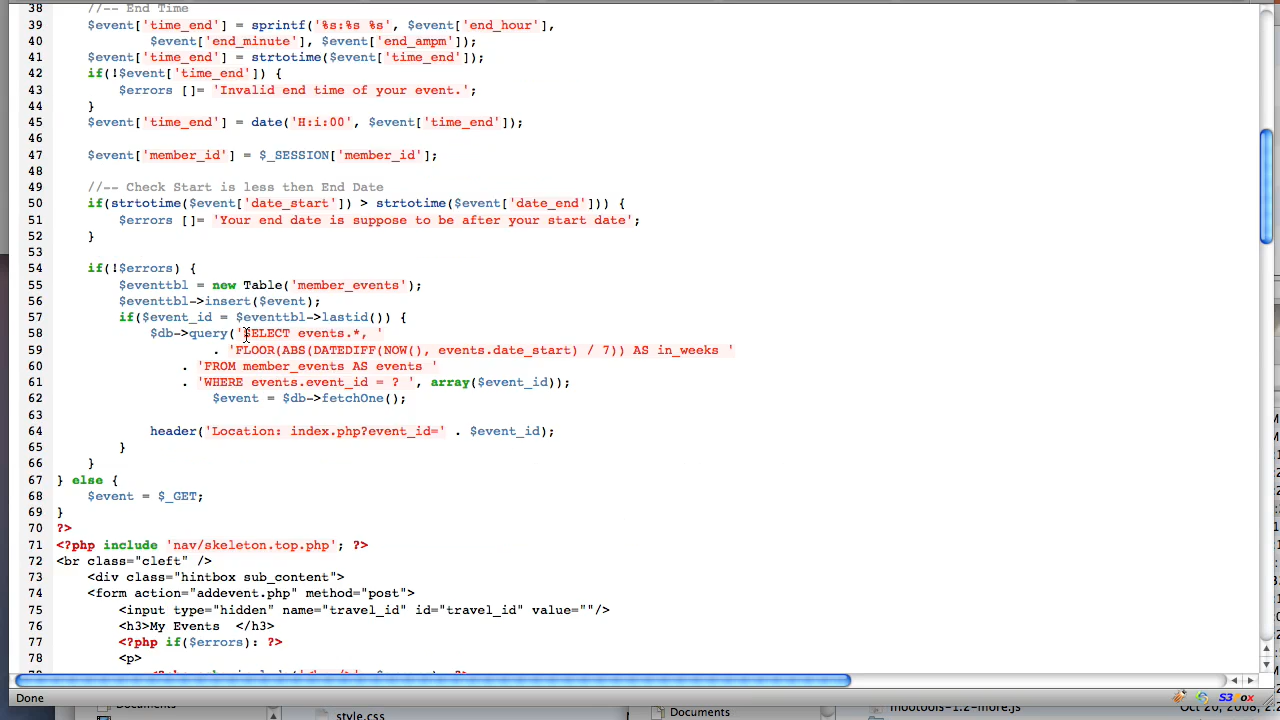 38 //-- End Time
39 $event['time_end'] = sprintf('%s:%s %s', $event['end_hour'],
40 $event['end_minute'], $event['end_ampm']);
41 $event['time_end'] = strtotime($event['time_end']);
42 if(!$event['time_end']) {
43 $errors []= 'Invalid end time of your event.';
44 }
45 $event['time_end'] = date('H:i:00', $event['time_end']);
46
47 $event['member_id'] = $_SESSION['member_id'];
48
49 //-- Check Start is less then End Date
50 if(strtotime($event['date_start']) > strtotime($event['date_end'])) {
51 $errors []= 'Your end date is suppose to be after your start date';
52 }
53
54 if(!$errors) {
55 $eventtbl = new Table('member_events');
56 $eventtbl->insert($event);
57 if($event_id = $eventtbl->lastid()) {
58 $db->query('SELECT events.*, '
59 . 'FLOOR(ABS(DATEDIFF(NOW(), events.date_start) / 7)) AS in_weeks '
60 . 'FROM member_events AS events '
61 . 'WHERE events.event_id = ? ', array($event_id));
62 $event = $db->fetchOne();
63
64 header('Location: index.php?event_id=' . $event_id);
65 }
66 }
67 } else {
68 $event = $_GET;
69 }
70 ?>
71 <?php include 'nav/skeleton.top.php'; ?>
72 <br class="cleft" />
73 <div class="hintbox sub_content">
74 <form action="addevent.php" method="post">
75 <input type="hidden" name="travel_id" id="travel_id" value=""/>
76 <h3>My Events </h3>
77 <?php if($errors): ?>
78 <p>
Done
S3Fox
style.css
Documents